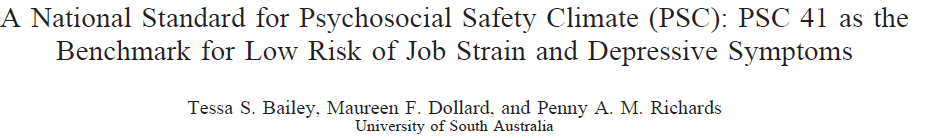 A National Standard for Psychosocial Safety Climate (PSC): PSC 41 as the
Benchmark for Low Risk of Job Strain and Depressive Symptoms
Tessa S. Bailey, Maureen F. Dollard, and Penny A. M. Richards
University of South Australia